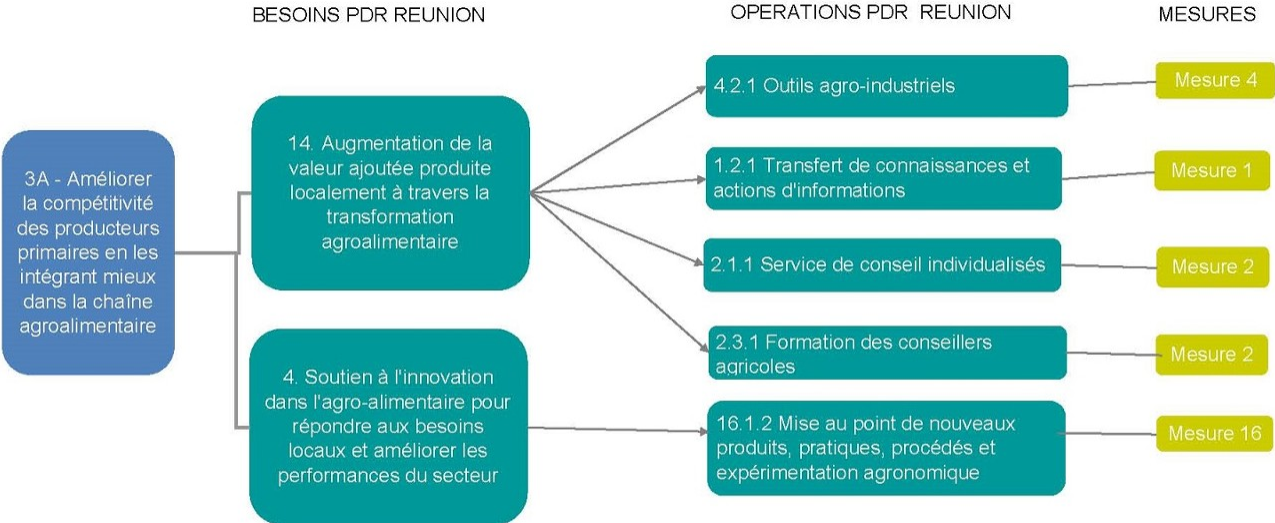 BESOINS PDR REUNION
OPERATIONS PDR REUNION
MESURES
3A - Améliorer
la compétitivité
des producteurs
primaires en les
intégrant mieux
dans la chaîne
agroalimentaire
14. Augmentation de la
valeur ajoutée produite
localement à travers la
transformation
agroalimentaire
4. Soutien à l'innovation
dans l'agro-alimentaire pour
répondre aux besoins
locaux et améliorer les
performances du secteur
4.2.1 Outils agro-industriels
1.2.1 Transfert de connaissances et
actions d'informations
2.1.1 Service de conseil individualisés
2.3.1 Formation des conseillers
agricoles
16.1.2 Mise au point de nouveaux
produits, pratiques, procédés et
expérimentation agronomique
Mesure 4
Mesure 1
Mesure 2
Mesure 2
Mesure 16